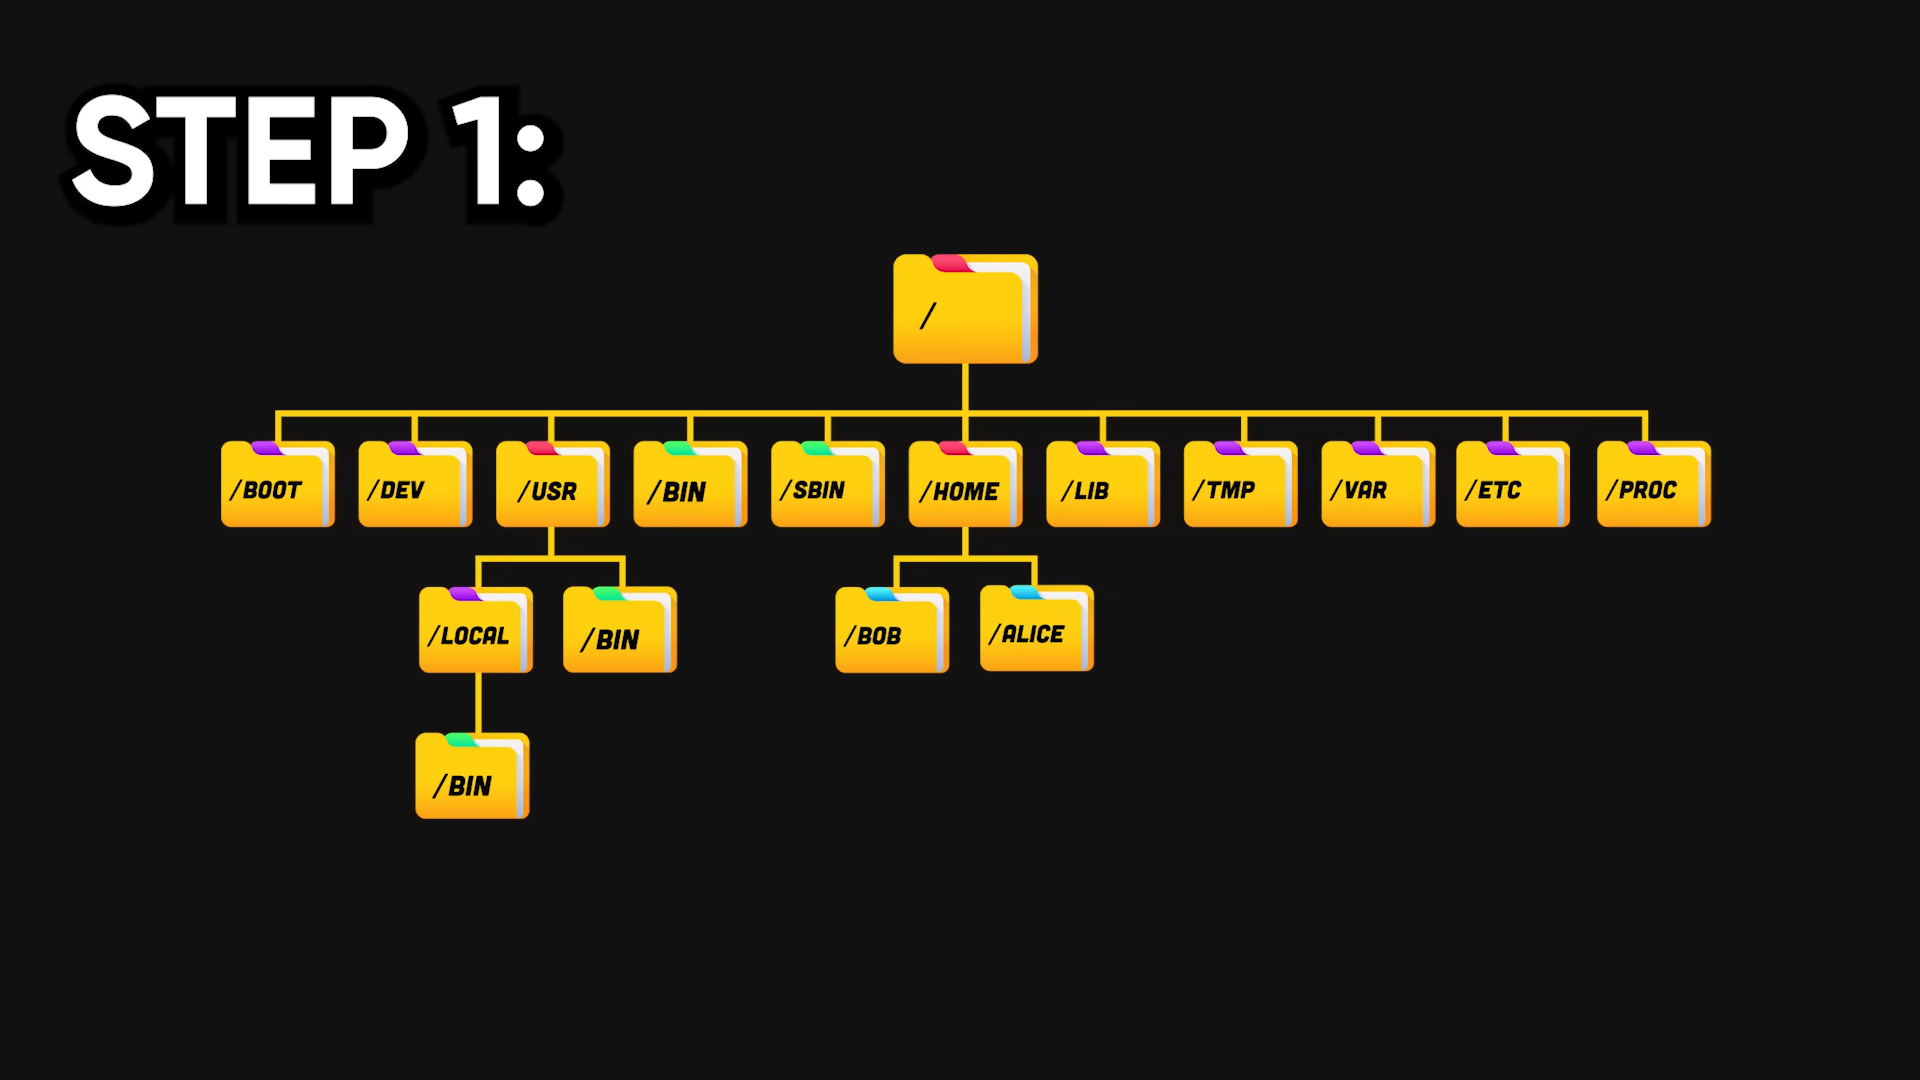 STEP 1:
/
/BOOT
/DEV
/USR
/BIN
/SBIN
/HOME
/LIB
/TMP
/VAR
/ETC
/PROC
/LOCAL
/BIN
/BOB
/ALICE
/BIN